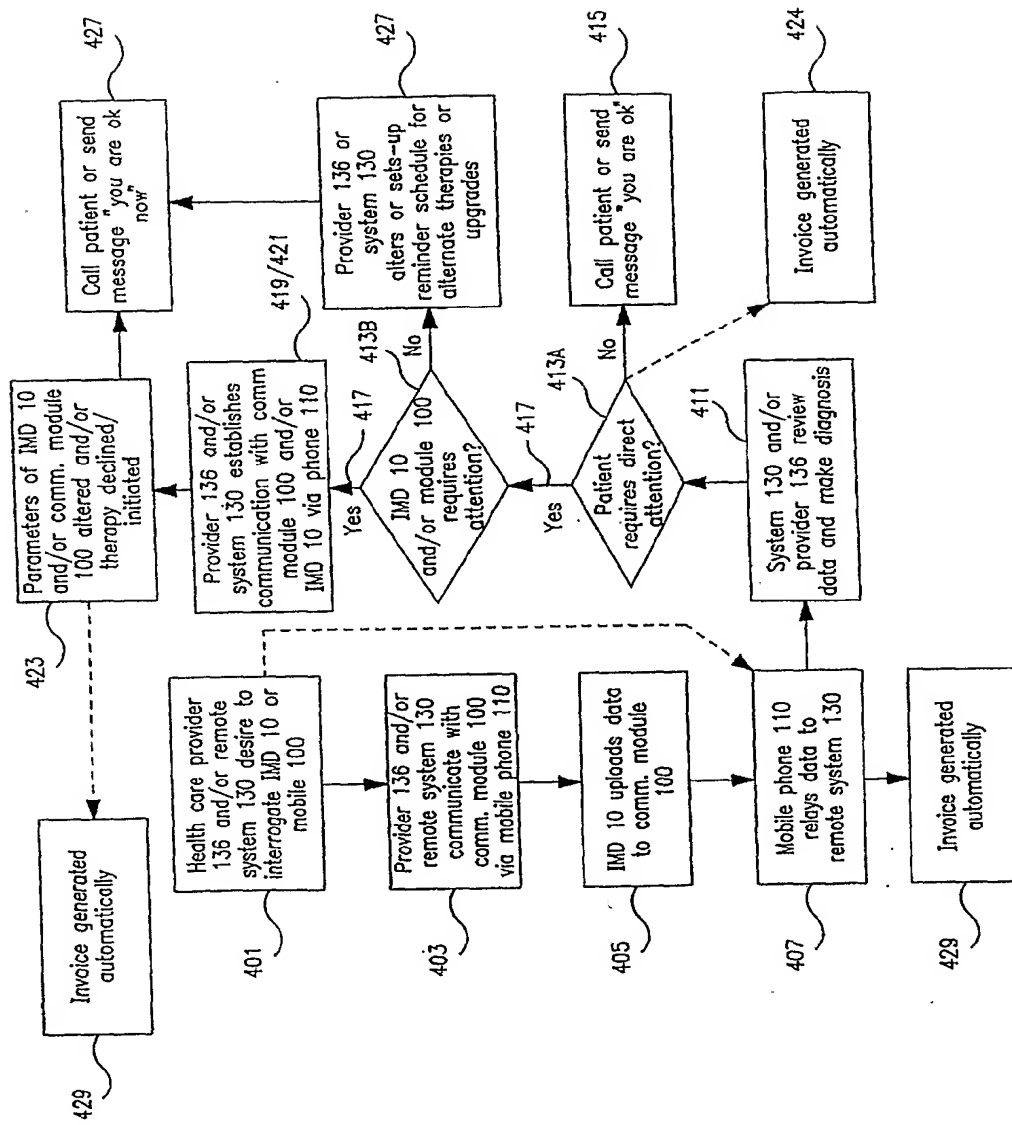 Invoice generated
automatically
429
Parameters of IMD 10
and/or comm. module
100 altered and/or
therapy declined/
initiated
423
Call patient or send
message "you are ok
now"
427
Health care provider
136 and/or remote
system 130 desire to
interrogate IMD 10 or
mobile 100
401
Provider 136 and/or
system 130 establishes
communication with comm
module 100 and/or
IMD 10 via phone 110
419/421
Provider 136 or
system 130
alters or sets-up
reminder schedule for
alternate therapies or
upgrades
427
Provider 136 and/or
remote system 130
communicate with
comm. module 100
via mobile phone 110
403
Yes
417
IMD 10
and/or module 100
requires
attention?
413B
No
IMD 10 uploads data
to comm. module
100
405
Yes
417
Patient
requires direct
attention?
413A
No
Call patient or send
message "you are ok"
415
Mobile phone 110
relays data to
remote system 130
407
System 130 and/or
provider 136 review
data and make diagnosis
411
Invoice generated
automatically
424
Invoice generated
automatically
429